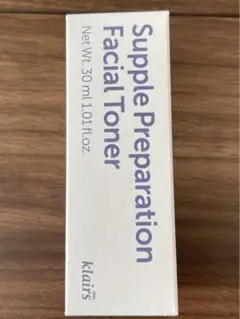 Supple Preparation
Facial Toner
Net Wt. 30 ml 1.01 fl.oz.
klairs